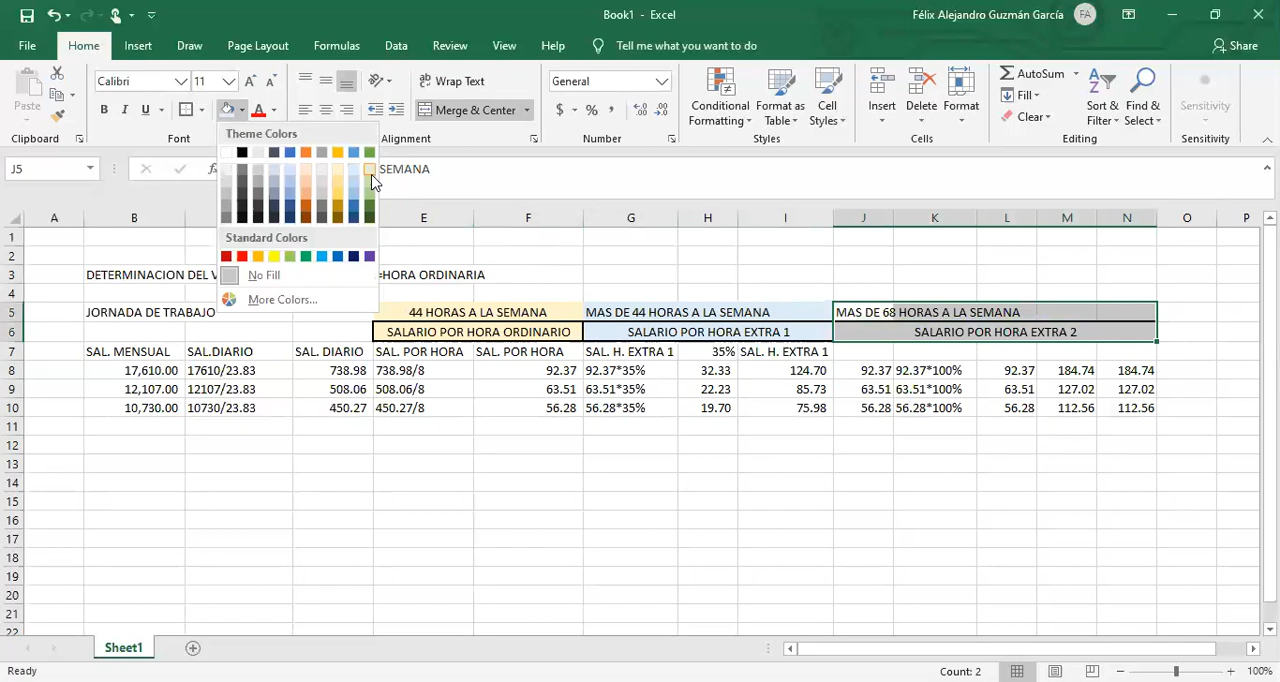 Book1 - Excel
Félix Alejandro Guzmán García FA
File Home Insert Draw Page Layout Formulas Data Review View Help Tell me what you want to do Share
Paste Calibri 11 Wrap Text General Conditional Formatting Format as Table Cell Styles Insert Delete Format AutoSum Sort & Filter Find & Select Sensitivity
B I U A Merge & Center $ % , Fill Clear
Clipboard Font Alignment Number Styles Cells Editing Sensitivity
Theme Colors
J5 SEMANA
A B E F G H I J K L M N O P
Standard Colors
No Fill
More Colors...
1
2
3 DETERMINACION DEL V =HORA ORDINARIA
4
5 JORNADA DE TRABAJO 44 HORAS A LA SEMANA MAS DE 44 HORAS A LA SEMANA MAS DE 68 HORAS A LA SEMANA
6 SALARIO POR HORA ORDINARIO SALARIO POR HORA EXTRA 1 SALARIO POR HORA EXTRA 2
7 SAL. MENSUAL SAL.DIARIO SAL. DIARIO SAL. POR HORA SAL. POR HORA SAL. H. EXTRA 1 35% SAL. H. EXTRA 1
8 17,610.00 17610/23.83 738.98 738.98/8 92.37 92.37*35% 32.33 124.70 92.37 92.37*100% 92.37 184.74 184.74
9 12,107.00 12107/23.83 508.06 508.06/8 63.51 63.51*35% 22.23 85.73 63.51 63.51*100% 63.51 127.02 127.02
10 10,730.00 10730/23.83 450.27 450.27/8 56.28 56.28*35% 19.70 75.98 56.28 56.28*100% 56.28 112.56 112.56
11
12
13
14
15
16
17
18
19
20
21
22
Sheet1
Ready Count: 2 100%